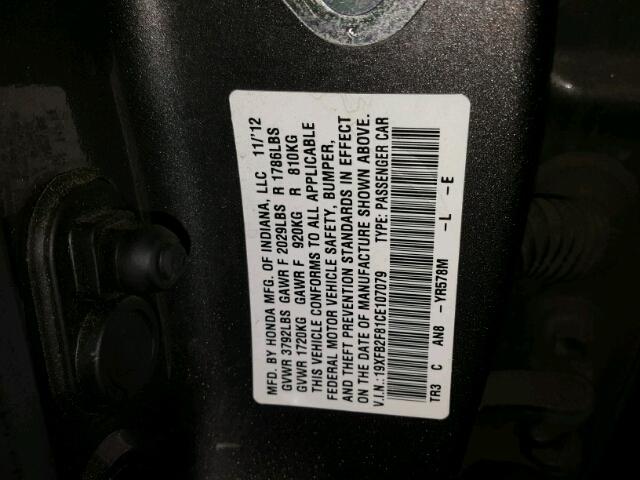 MFD. BY HONDA MFG. OF INDIANA, LLC 11/'12
GVWR 3792LBS GAWR F 2029LBS R 1786LBS
GVWR 1720KG GAWR F 920KG R 810KG
THIS VEHICLE CONFORMS TO ALL APPLICABLE
FEDERAL MOTOR VEHICLE SAFETY, BUMPER,
AND THEFT PREVENTION STANDARDS IN EFFECT
ON THE DATE OF MANUFACTURE SHOWN ABOVE.
V.I.N.:19XFB2F81CE107079 TYPE: PASSENGER CAR
TR3 C AN8 -YR578M -L -E